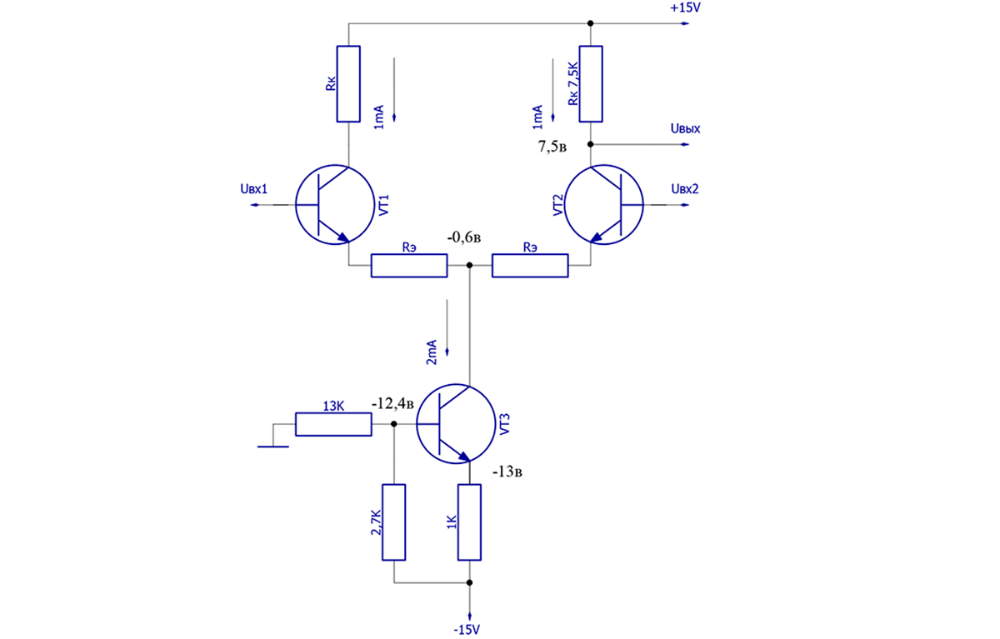 +15V
Rк
1mA
1mA
Rк 7,5K
Uвых
7,5в
Uвх1
VT1
VT2
Uвх2
-0,6в
Rэ
Rэ
2mA
13K
-12,4в
VT3
-13в
2,7K
1K
-15V